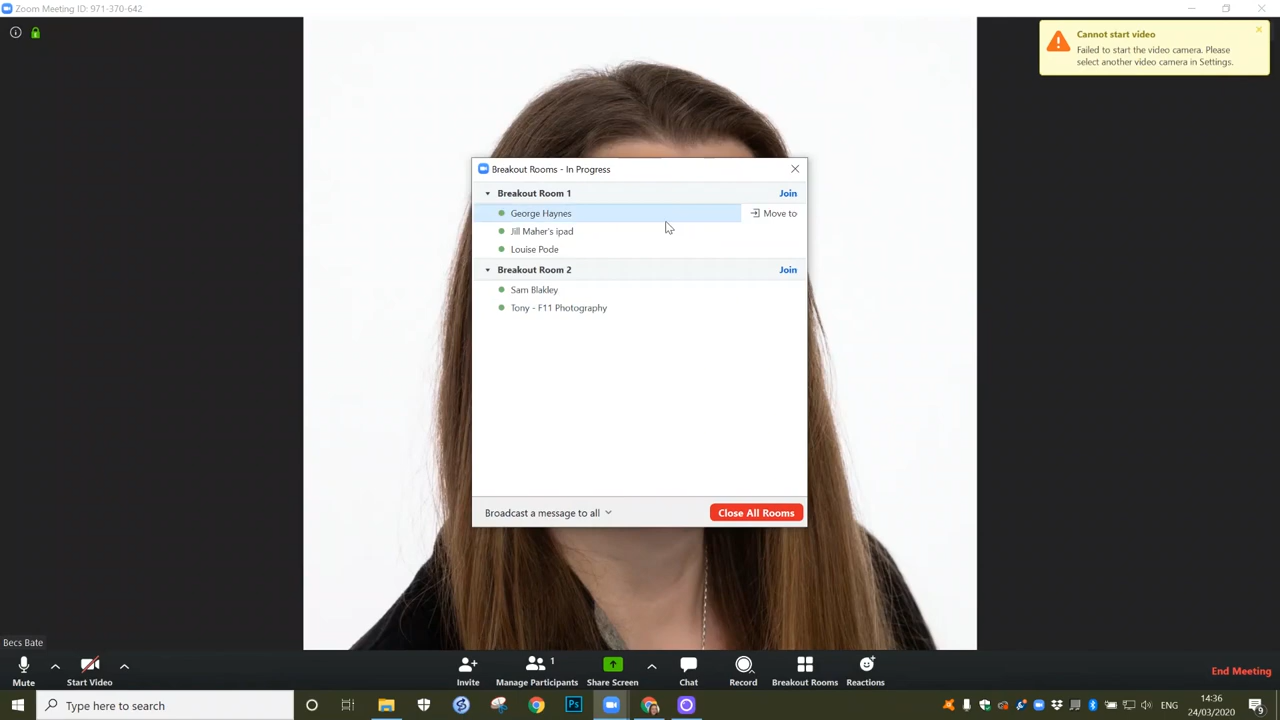 Zoom Meeting ID: 971-370-642
Cannot start video
Failed to start the video camera. Please
select another video camera in Settings.
Breakout Rooms - In Progress
Breakout Room 1 Join
George Haynes Move to
Jill Maher's ipad
Louise Pode
Breakout Room 2 Join
Sam Blakley
Tony - F11 Photography
Broadcast a message to all Close All Rooms
Becs Bate
1
Mute Start Video Invite Manage Participants Share Screen Chat Record Breakout Rooms Reactions End Meeting
Type here to search Ps ENG 14:36
24/03/2020 9